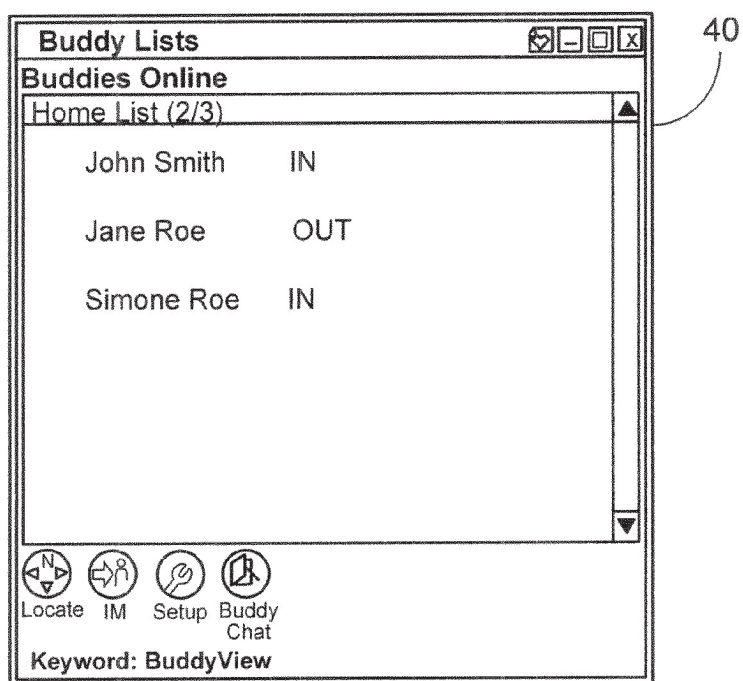 Buddy Lists
40
Buddies Online
Home List (2/3)
John Smith IN
Jane Roe OUT
Simone Roe IN
N
Locate IM Setup Buddy
Chat
Keyword: BuddyView